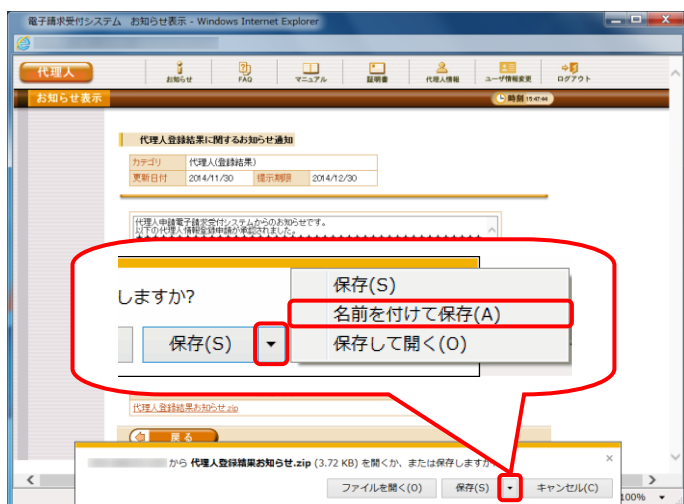 電子請求受付システム お知らせ表示 - Windows Internet Explorer
代理人
お知らせ
FAQ
マニュアル
証明書
代理人情報
ユーザ情報変更
ログアウト
お知らせ表示
時刻 15:47:44
代理人登録結果に関するお知らせ通知
カテゴリ 代理人(登録結果)
更新日付 2014/11/30 提示期限 2014/12/30
代理人申請電子請求受付システムからのお知らせです。
以下の代理人情報登録申請が承認されました。
しますか?
保存(S) ▼
保存(S)
名前を付けて保存(A)
保存して開く(O)
代理人登録結果お知らせ.zip
戻る
から 代理人登録結果お知らせ.zip (3.72 KB) を開くか、または保存しますか
×
ファイルを開く(O) 保存(S) ▼ キャンセル(C)
100% ▼